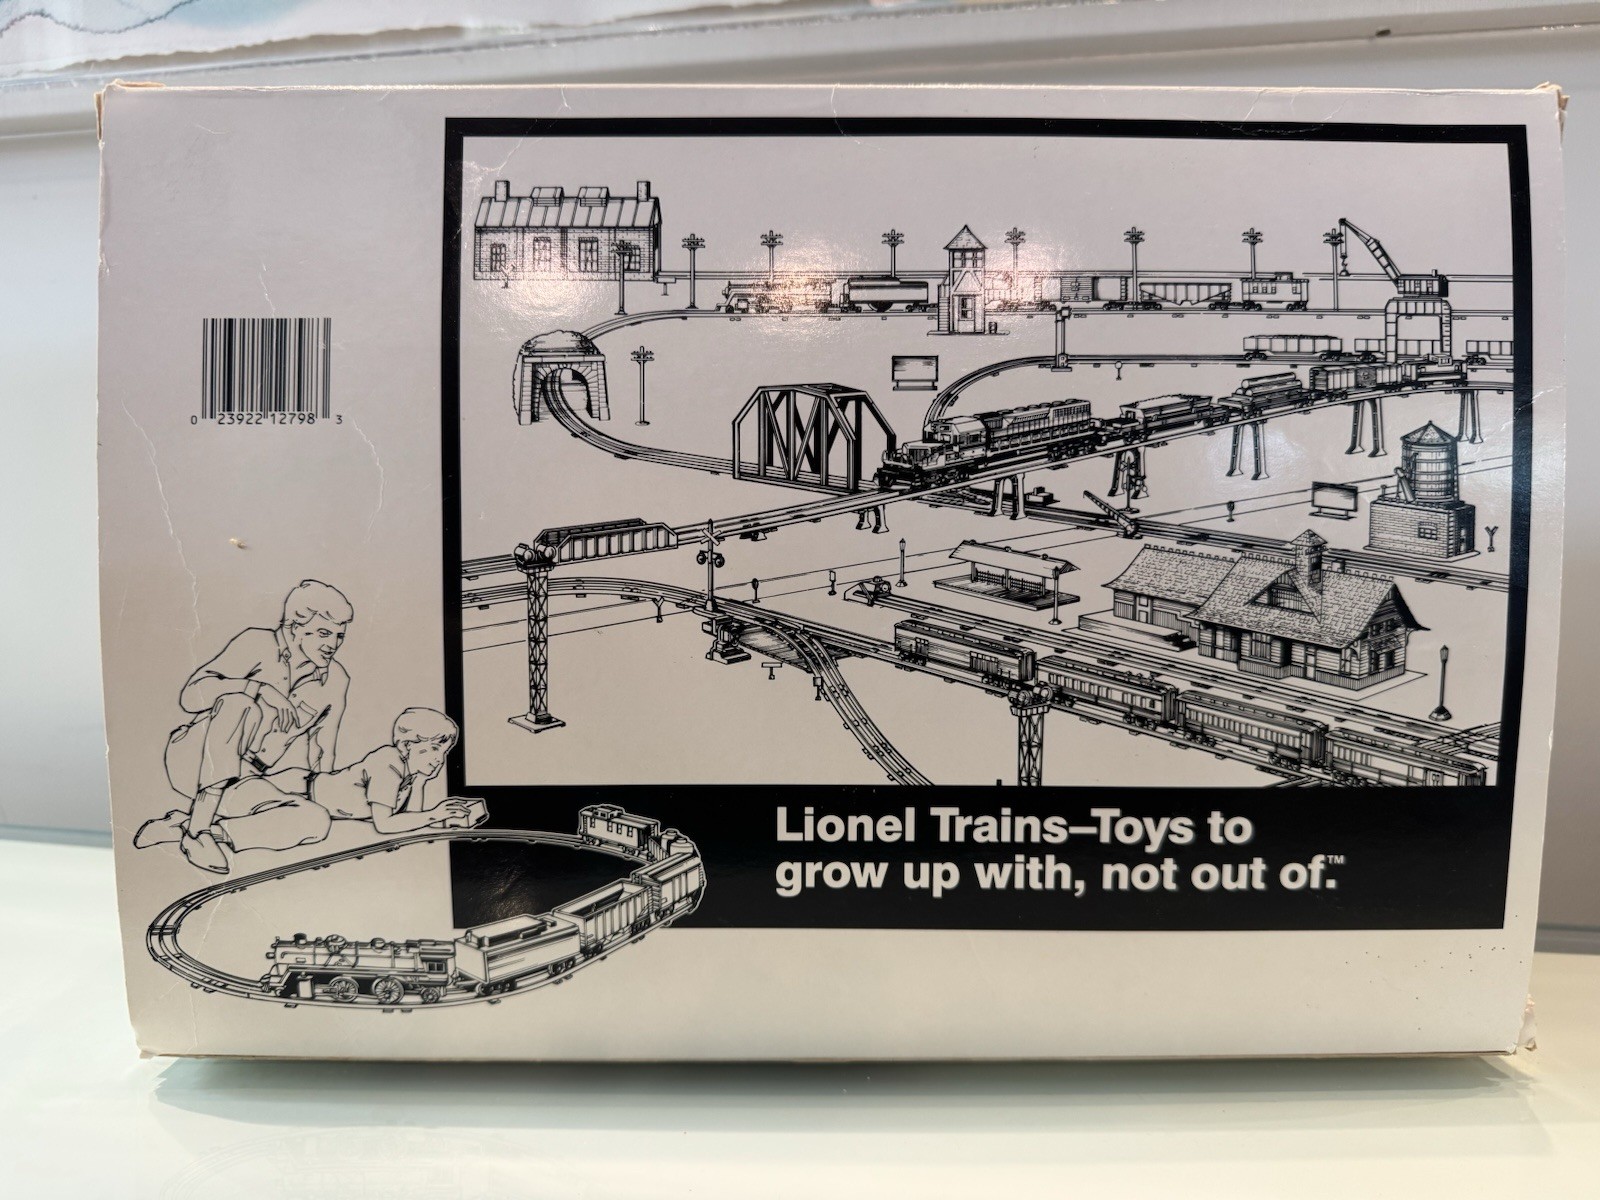 0 23922 12798 3
Lionel Trains–Toys to
grow up with, not out of.™